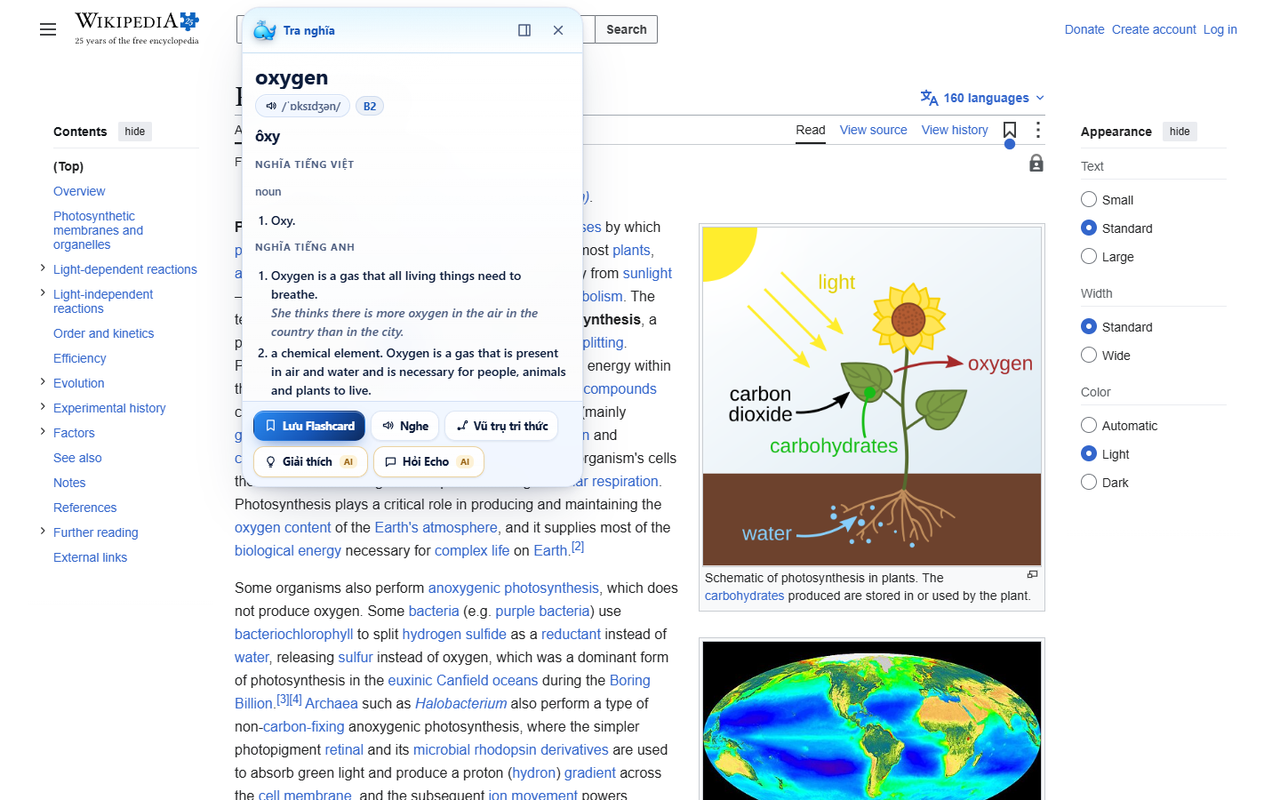 WIKIPEDIA 25
25 years of the free encyclopedia
Search
Donate Create account Log in
Tra nghĩa
oxygen
/ˈɒksɪdʒən/ B2
ôxy
NGHĨA TIẾNG VIỆT
noun
1. Oxy.
NGHĨA TIẾNG ANH
1. Oxygen is a gas that all living things need to
breathe.
She thinks there is more oxygen in the air in the
country than in the city.
2. a chemical element. Oxygen is a gas that is present
in air and water and is necessary for people, animals
and plants to live.
Lưu Flashcard
Nghe
Vũ trụ tri thức
Giải thích AI
Hỏi Echo AI
160 languages
Read View source View history
Contents hide
(Top)
Overview
Photosynthetic
membranes and
organelles
Light-dependent reactions
Light-independent
reactions
Order and kinetics
Efficiency
Evolution
Experimental history
Factors
See also
Notes
References
Further reading
External links
by which
most plants,
from sunlight
The
a
energy within
compounds
(mainly
and
organism's cells
respiration.
Photosynthesis plays a critical role in producing and maintaining the
oxygen content of the Earth's atmosphere, and it supplies most of the
biological energy necessary for complex life on Earth.[2]
Some organisms also perform anoxygenic photosynthesis, which does
not produce oxygen. Some bacteria (e.g. purple bacteria) use
bacteriochlorophyll to split hydrogen sulfide as a reductant instead of
water, releasing sulfur instead of oxygen, which was a dominant form
of photosynthesis in the euxinic Canfield oceans during the Boring
Billion.[3][4] Archaea such as Halobacterium also perform a type of
non-carbon-fixing anoxygenic photosynthesis, where the simpler
photopigment retinal and its microbial rhodopsin derivatives are used
to absorb green light and produce a proton (hydron) gradient across
the cell membrane, and the subsequent ion movement powers
light
oxygen
carbon
dioxide
carbohydrates
water
Schematic of photosynthesis in plants. The
carbohydrates produced are stored in or used by the plant.
Appearance hide
Text
Small
Standard
Large
Width
Standard
Wide
Color
Automatic
Light
Dark